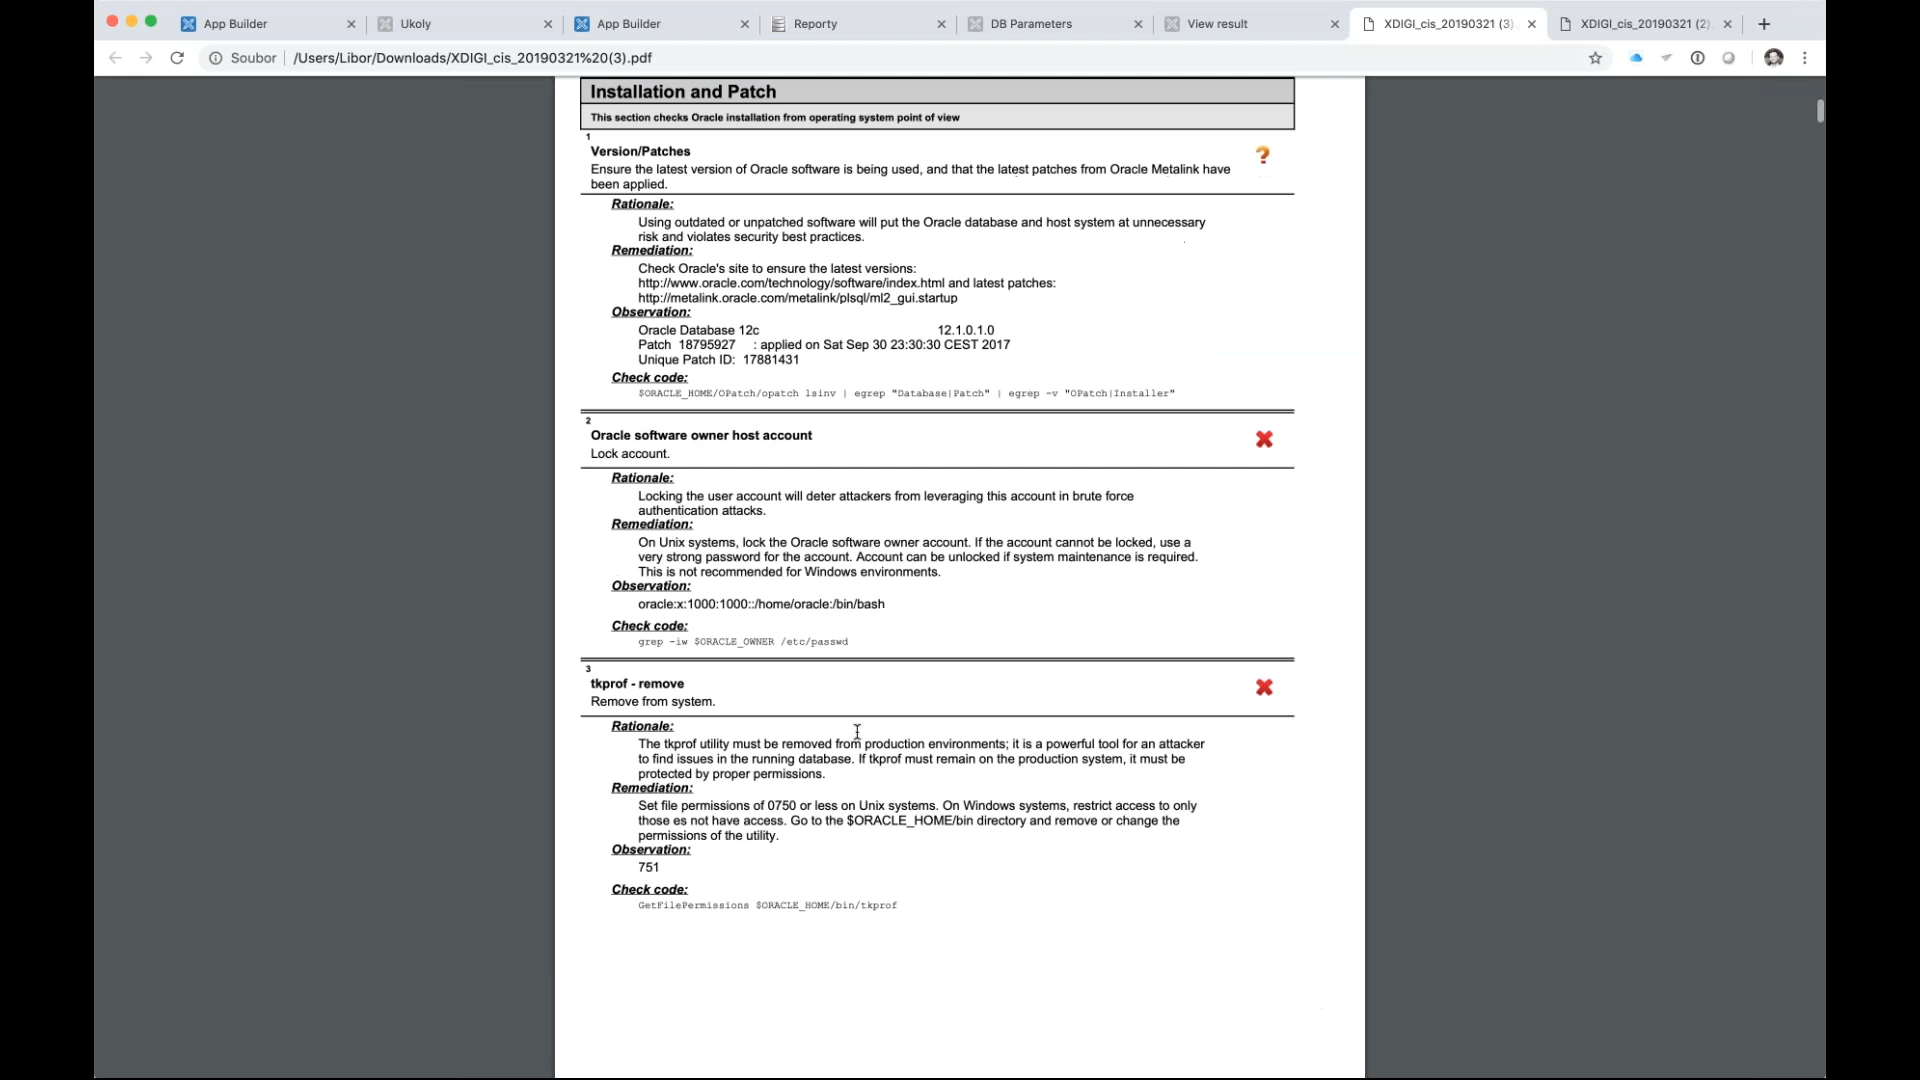 App Builder
Ukoly
App Builder
Reporty
DB Parameters
View result
XDIGI_cis_20190321 (3)
XDIGI_cis_20190321 (2)
Soubor
/Users/Libor/Downloads/XDIGI_cis_20190321%20(3).pdf
Installation and Patch
This section checks Oracle installation from operating system point of view
1
Version/Patches
?
Ensure the latest version of Oracle software is being used, and that the latest patches from Oracle Metalink have
been applied.
Rationale:
Using outdated or unpatched software will put the Oracle database and host system at unnecessary
risk and violates security best practices.
Remediation:
Check Oracle's site to ensure the latest versions:
http://www.oracle.com/technology/software/index.html and latest patches:
http://metalink.oracle.com/metalink/plsql/ml2_gui.startup
Observation:
Oracle Database 12c 12.1.0.1.0
Patch 18795927 : applied on Sat Sep 30 23:30:30 CEST 2017
Unique Patch ID: 17881431
Check code:
$ORACLE_HOME/OPatch/opatch lsinv | egrep "Database|Patch" | egrep -v "OPatch|Installer"
2
Oracle software owner host account
Lock account.
Rationale:
Locking the user account will deter attackers from leveraging this account in brute force
authentication attacks.
Remediation:
On Unix systems, lock the Oracle software owner account. If the account cannot be locked, use a
very strong password for the account. Account can be unlocked if system maintenance is required.
This is not recommended for Windows environments.
Observation:
oracle:x:1000:1000::/home/oracle:/bin/bash
Check code:
grep -iw $ORACLE_OWNER /etc/passwd
3
tkprof - remove
Remove from system.
Rationale:
The tkprof utility must be removed from production environments; it is a powerful tool for an attacker
to find issues in the running database. If tkprof must remain on the production system, it must be
protected by proper permissions.
Remediation:
Set file permissions of 0750 or less on Unix systems. On Windows systems, restrict access to only
those es not have access. Go to the $ORACLE_HOME/bin directory and remove or change the
permissions of the utility.
Observation:
751
Check code:
GetFilePermissions $ORACLE_HOME/bin/tkprof